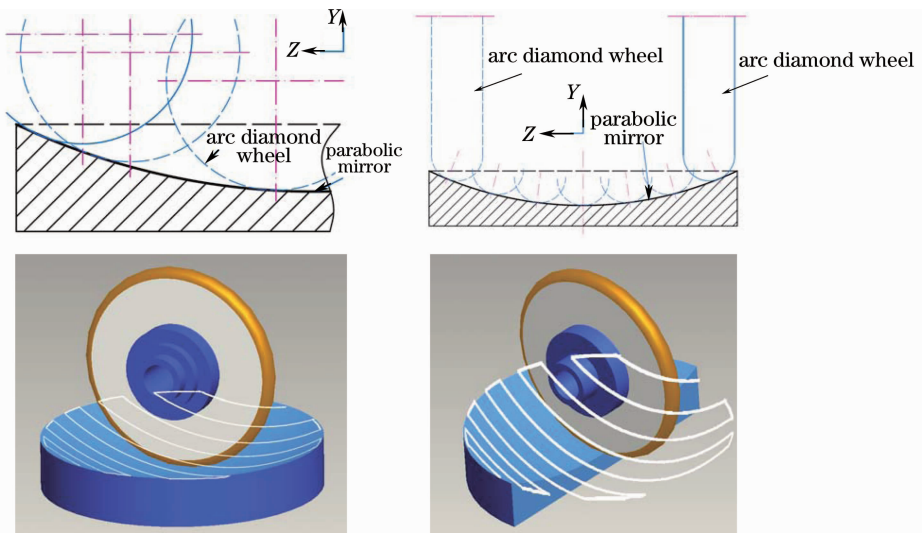 Y
Z
arc diamond
wheel
parabolic
mirror
arc diamond wheel
arc diamond wheel
Y
parabolic
Z
mirror